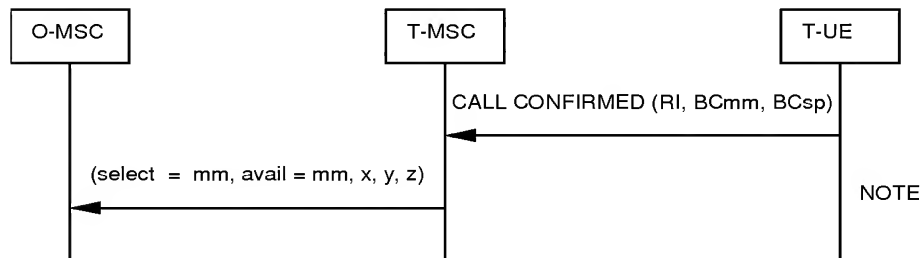 O-MSC
T-MSC
T-UE
CALL CONFIRMED (RI, BCmm, BCsp)
(select = mm, avail = mm, x, y, z)
NOTE